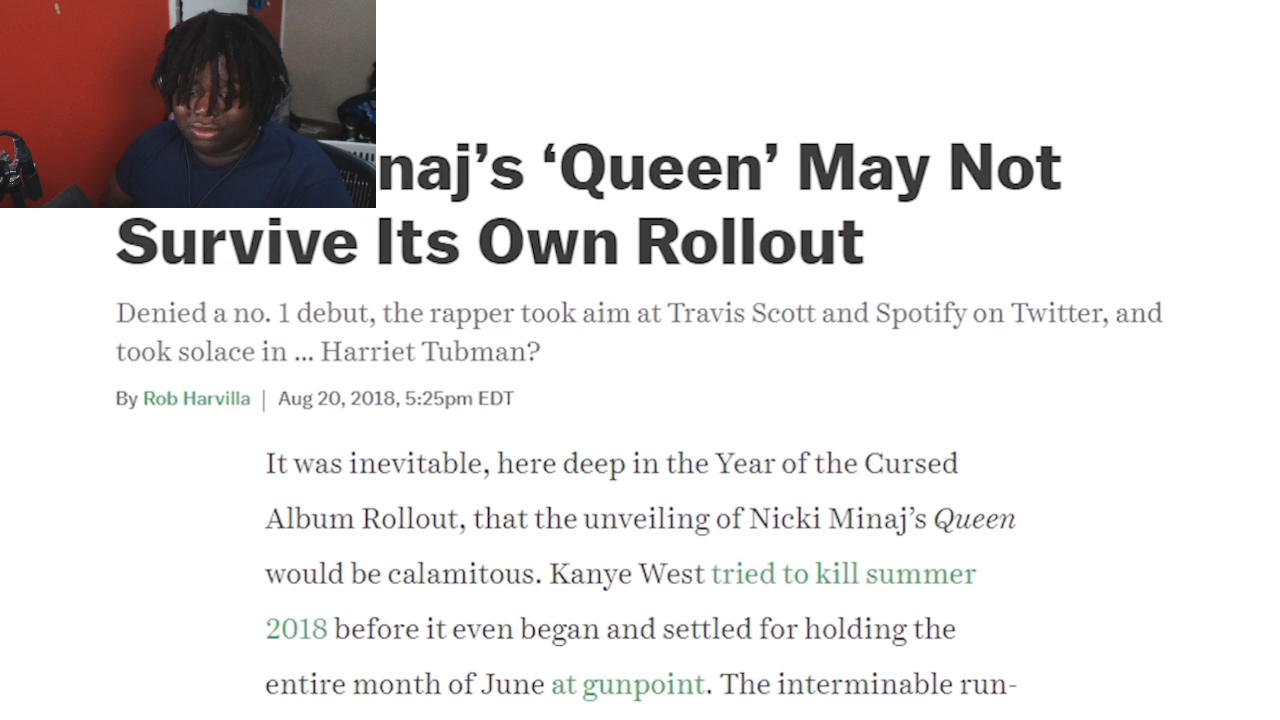 naj’s ‘Queen’ May Not
Survive Its Own Rollout
Denied a no. 1 debut, the rapper took aim at Travis Scott and Spotify on Twitter, and
took solace in ... Harriet Tubman?
By Rob Harvilla | Aug 20, 2018, 5:25pm EDT
It was inevitable, here deep in the Year of the Cursed
Album Rollout, that the unveiling of Nicki Minaj’s Queen
would be calamitous. Kanye West tried to kill summer
2018 before it even began and settled for holding the
entire month of June at gunpoint. The interminable run-